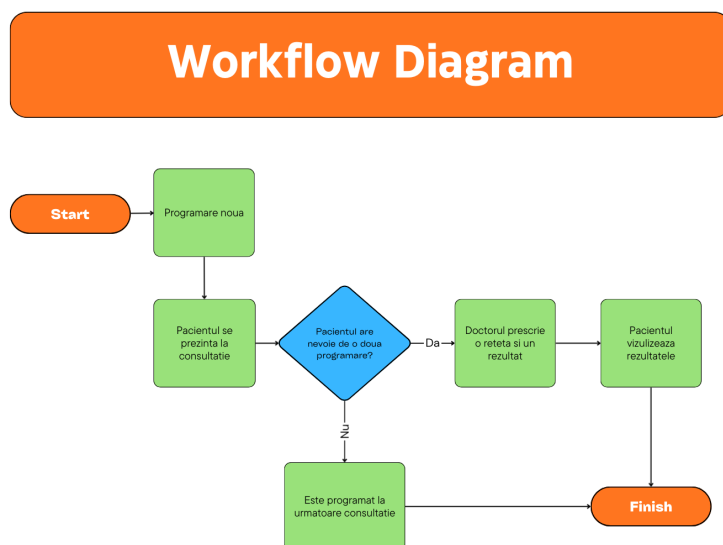 Workflow Diagram
Start
Programare noua
Pacientul se
prezinta la
consultatie
Pacientul are
nevoie de o doua
programare?
Da
Doctorul prescrie
o reteta si un
rezultat
Pacientul
vizulizeaza
rezultatele
Nu
Este programat la
urmatoare consultatie
Finish